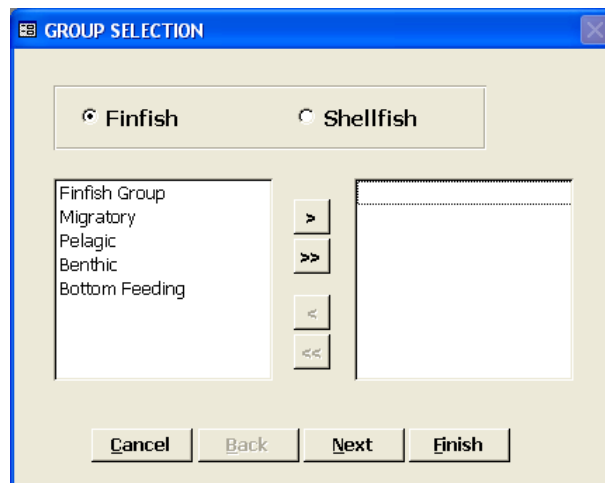 GROUP SELECTION
Finfish Shellfish
Finfish Group
Migratory
Pelagic
Benthic
Bottom Feeding
>
>>
<
<<
Cancel Back Next Finish